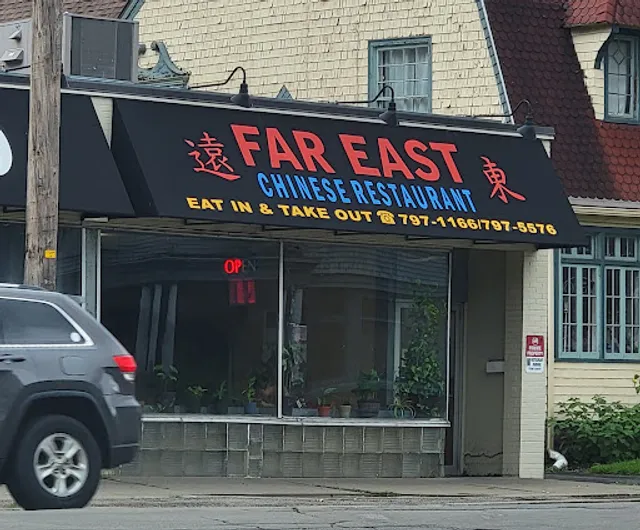 遠 FAR EAST 東
CHINESE RESTAURANT
EAT IN & TAKE OUT ☎ 797-1166/797-5576
OPEN